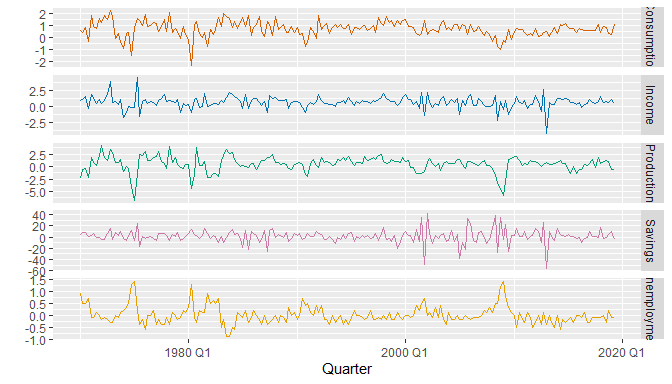 2
1
0
-1
-2
Consumptio
2.5
0.0
-2.5
Income
2.5
0.0
-2.5
-5.0
Production
40
20
0
-20
-40
-60
Savings
1.5
1.0
0.5
0.0
-0.5
-1.0
nemployme
1980 Q1
2000 Q1
2020 Q1
Quarter